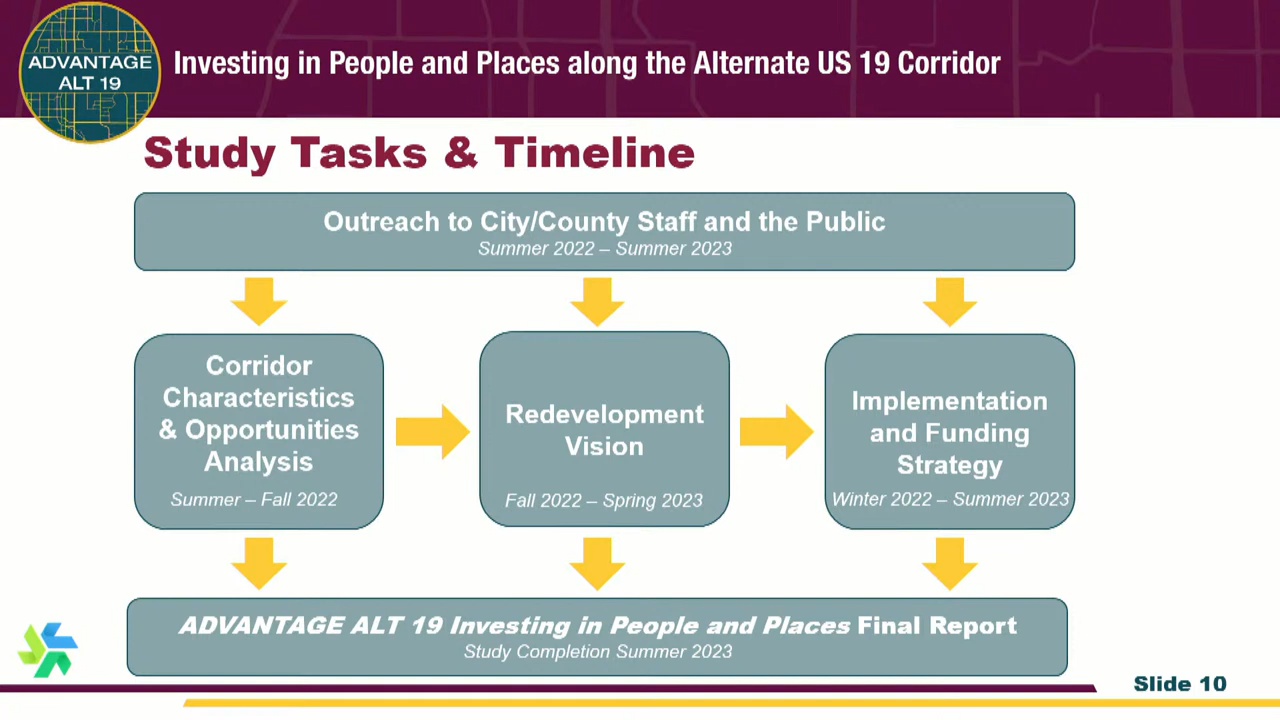 ADVANTAGE
ALT 19
Investing in People and Places along the Alternate US 19 Corridor
Study Tasks & Timeline
Outreach to City/County Staff and the Public
Summer 2022 – Summer 2023
Corridor
Characteristics
& Opportunities
Analysis
Summer – Fall 2022
Redevelopment
Vision
Fall 2022 – Spring 2023
Implementation
and Funding
Strategy
Winter 2022 – Summer 2023
ADVANTAGE ALT 19 Investing in People and Places Final Report
Study Completion Summer 2023
Slide 10